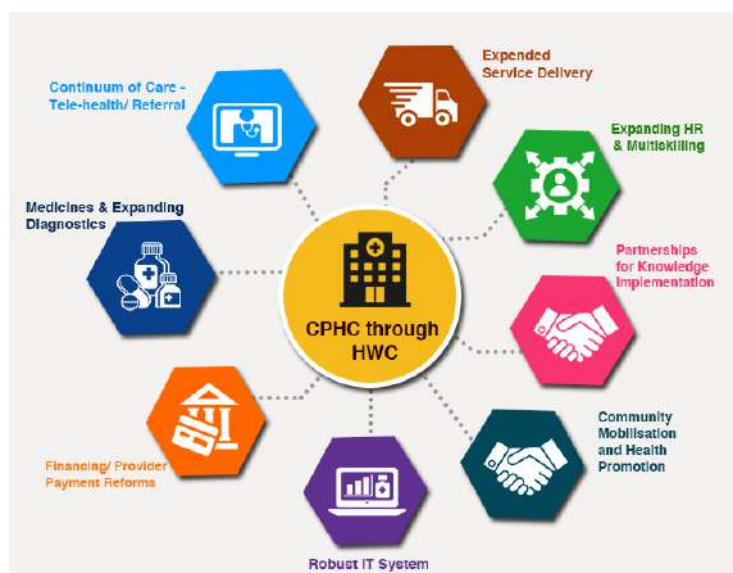 Expended
Service Delivery
Continuum of Care -
Tele-health/ Referral
Expanding HR
& Multiskilling
Medicines & Expanding
Diagnostics
Partnerships
for Knowledge
Implementation
CPHC through
HWC
Community
Mobilisation
and Health
Promotion
Financing/ Provider
Payment Reforms
Robust IT System